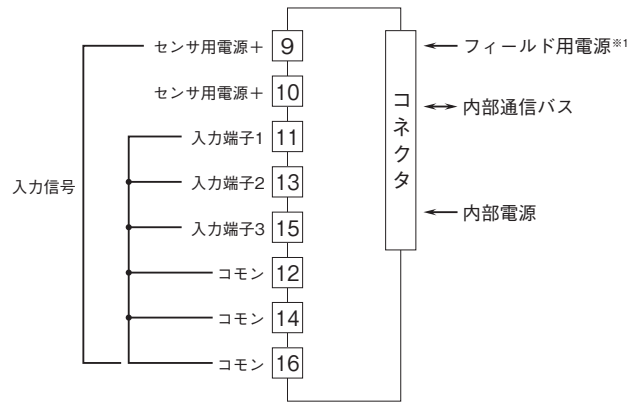 センサ用電源＋ 9
センサ用電源＋ 10
入力端子1 11
入力端子2 13
入力端子3 15
コモン 12
コモン 14
コモン 16
入力信号
コネクタ
フィールド用電源※1
内部通信バス
内部電源